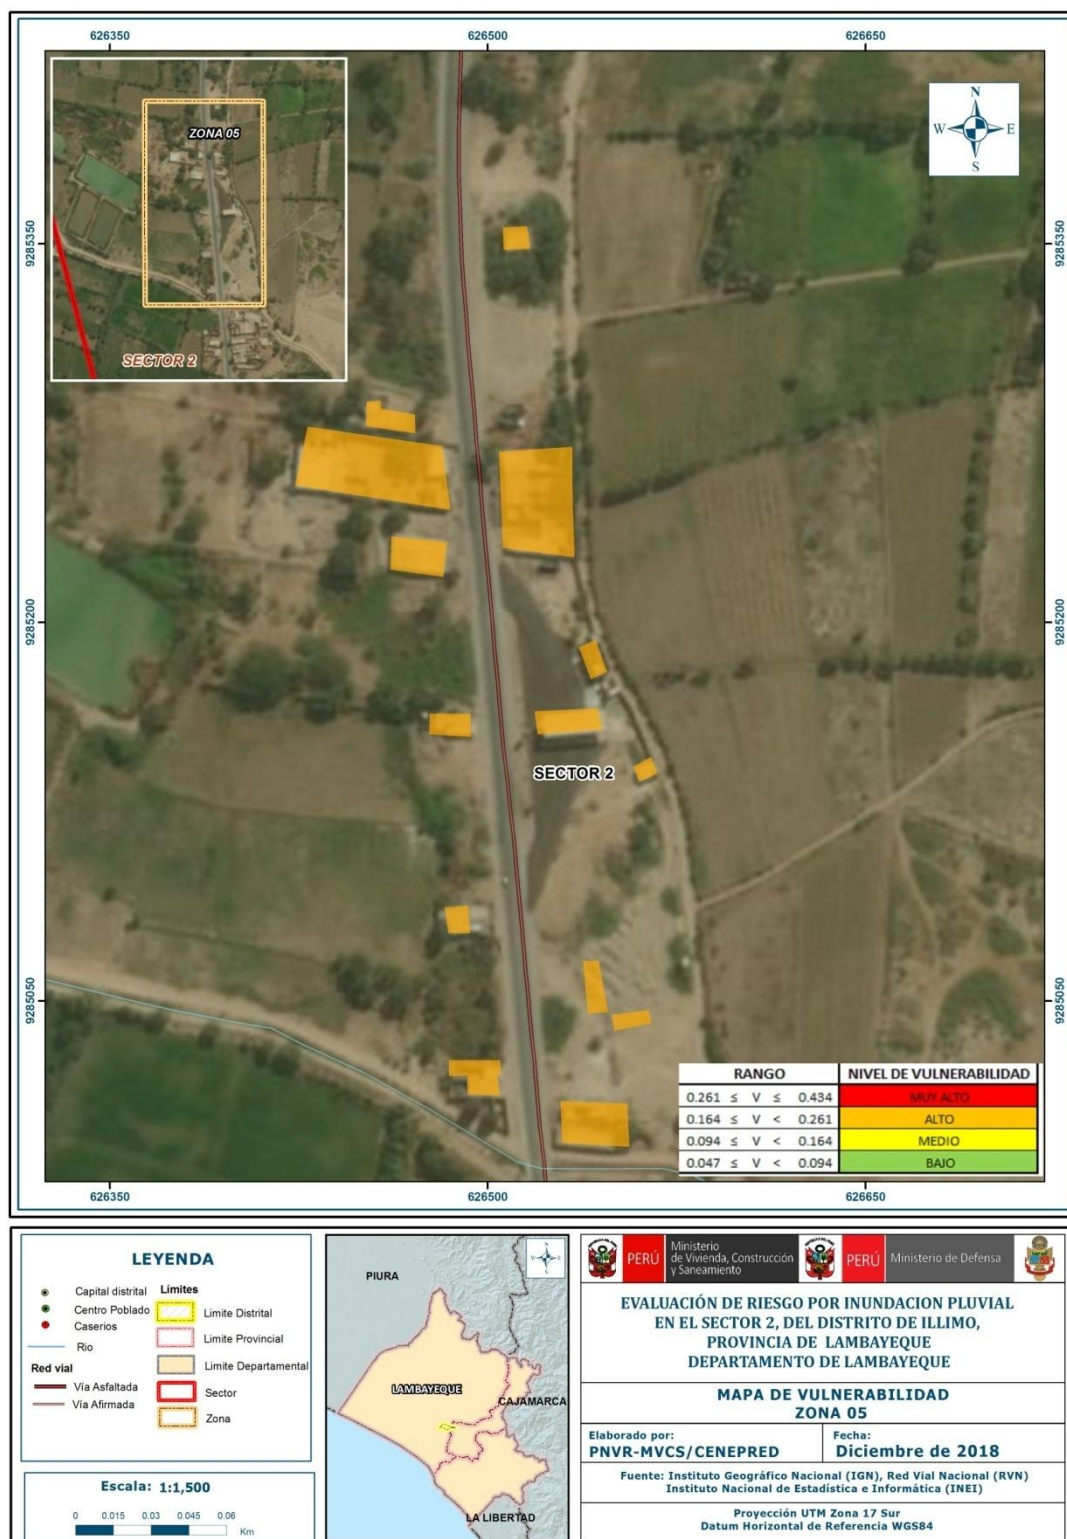 626350 626500 626650
ZONA 05
SECTOR 2
N
W E
S
9285350 9285350
9285200 9285200
SECTOR 2
9285050 9285050
RANGO NIVEL DE VULNERABILIDAD
0.261 ≤ V ≤ 0.434 MUY ALTO
0.164 ≤ V < 0.261 ALTO
0.094 ≤ V < 0.164 MEDIO
0.047 ≤ V < 0.094 BAJO
626350 626500 626650
LEYENDA
Capital distrital
Centro Poblado
Caserios
Rio
Red vial
Vía Asfaltada
Vía Afirmada
Límites
Limite Distrital
Limite Provincial
Limite Departamental
Sector
Zona
Escala: 1:1,500
0 0.015 0.03 0.045 0.06
Km
PIURA
LAMBAYEQUE
CAJAMARCA
LA LIBERTAD
PERÚ
Ministerio
de Vivienda, Construcción
y Saneamiento
PERÚ
Ministerio de Defensa
EVALUACIÓN DE RIESGO POR INUNDACION PLUVIAL
EN EL SECTOR 2, DEL DISTRITO DE ILLIMO,
PROVINCIA DE LAMBAYEQUE
DEPARTAMENTO DE LAMBAYEQUE
MAPA DE VULNERABILIDAD
ZONA 05
Elaborado por:
PNVR-MVCS/CENEPRED
Fecha:
Diciembre de 2018
Fuente: Instituto Geográfico Nacional (IGN), Red Vial Nacional (RVN)
Instituto Nacional de Estadística e Informática (INEI)
Proyección UTM Zona 17 Sur
Datum Horizontal de Referencia WGS84